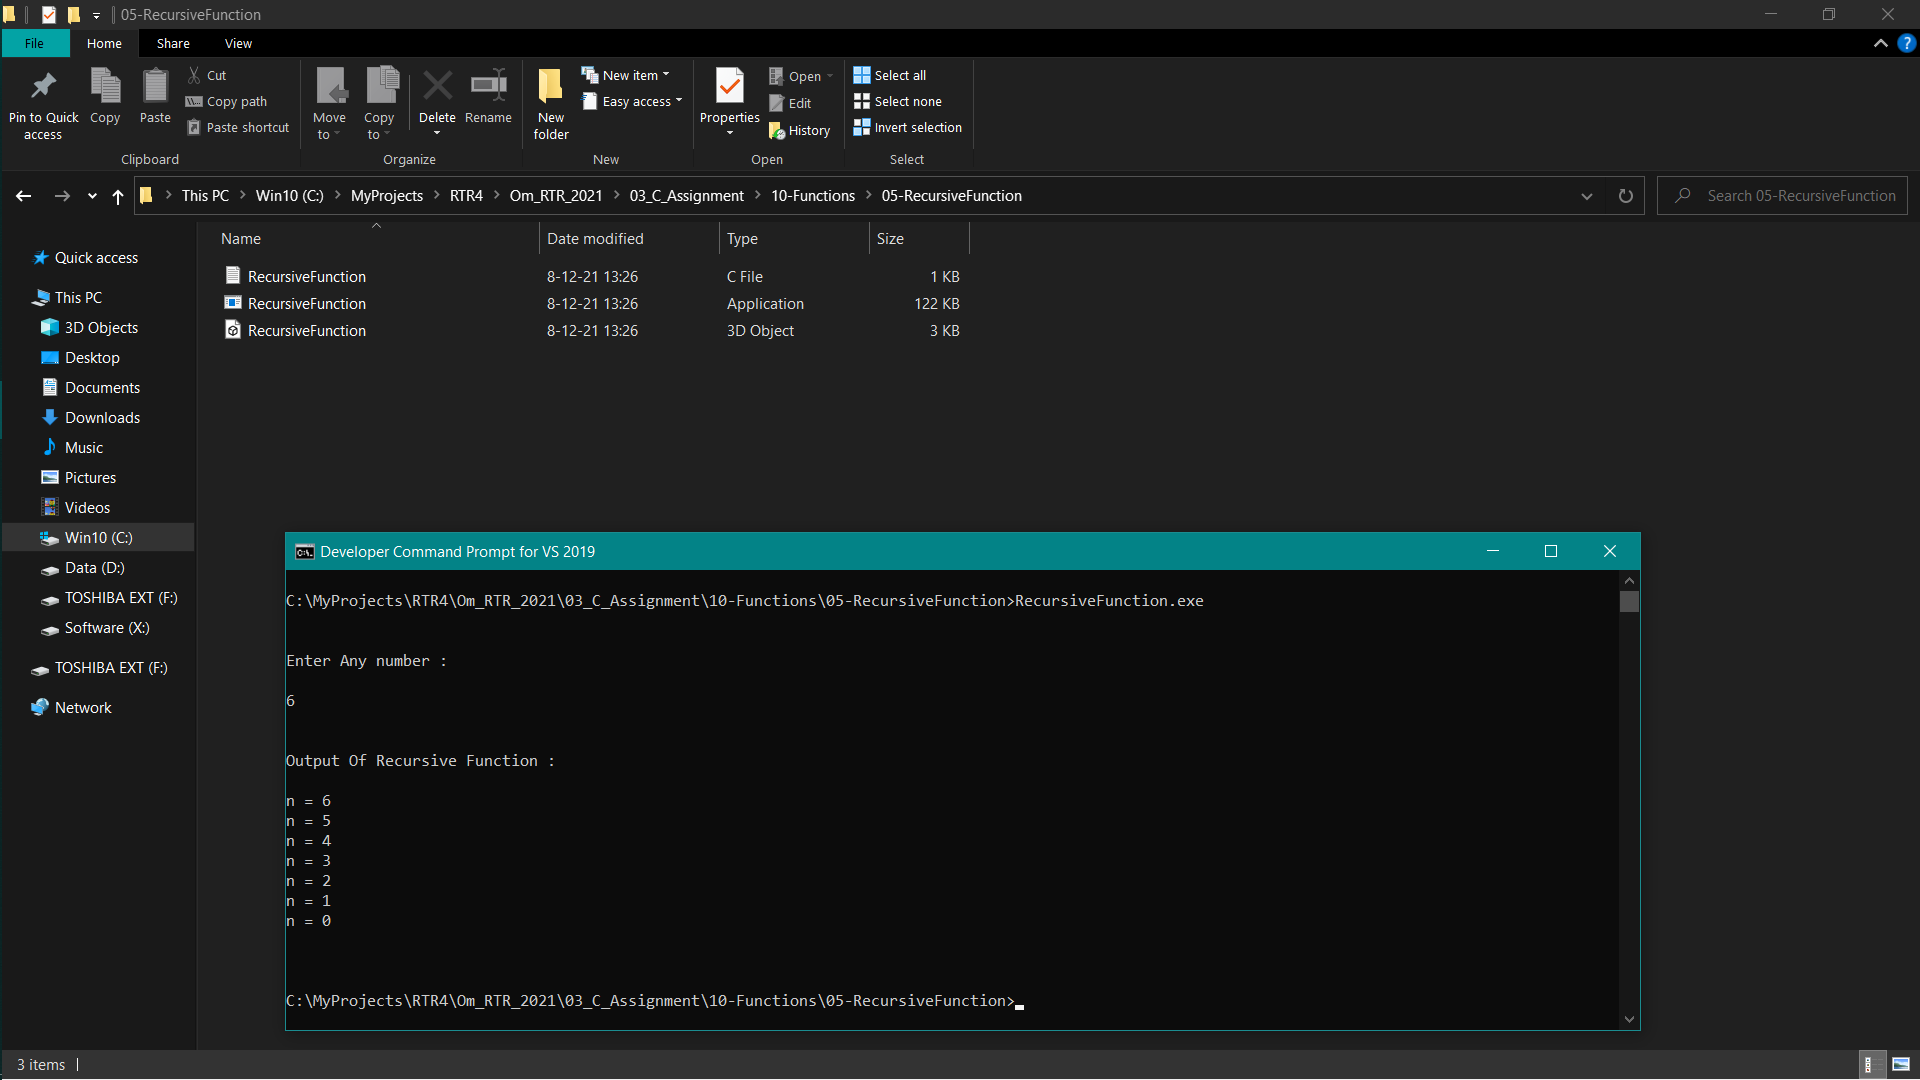 05-RecursiveFunction
File Home Share View
Pin to Quick access
Copy
Paste
Cut
Copy path
Paste shortcut
Clipboard
Move to
Copy to
Delete
Rename
Organize
New folder
New item
Easy access
New
Properties
Open
Edit
History
Open
Select all
Select none
Invert selection
Select
This PC > Win10 (C:) > MyProjects > RTR4 > Om_RTR_2021 > 03_C_Assignment > 10-Functions > 05-RecursiveFunction
Search 05-RecursiveFunction
Quick access
This PC
3D Objects
Desktop
Documents
Downloads
Music
Pictures
Videos
Win10 (C:)
Data (D:)
TOSHIBA EXT (F:)
Software (X:)
TOSHIBA EXT (F:)
Network
Name Date modified Type Size
RecursiveFunction 8-12-21 13:26 C File 1 KB
RecursiveFunction 8-12-21 13:26 Application 122 KB
RecursiveFunction 8-12-21 13:26 3D Object 3 KB
C:\. Developer Command Prompt for VS 2019
C:\MyProjects\RTR4\Om_RTR_2021\03_C_Assignment\10-Functions\05-RecursiveFunction>RecursiveFunction.exe
Enter Any number :
6
Output Of Recursive Function :
n = 6
n = 5
n = 4
n = 3
n = 2
n = 1
n = 0
C:\MyProjects\RTR4\Om_RTR_2021\03_C_Assignment\10-Functions\05-RecursiveFunction>
3 items